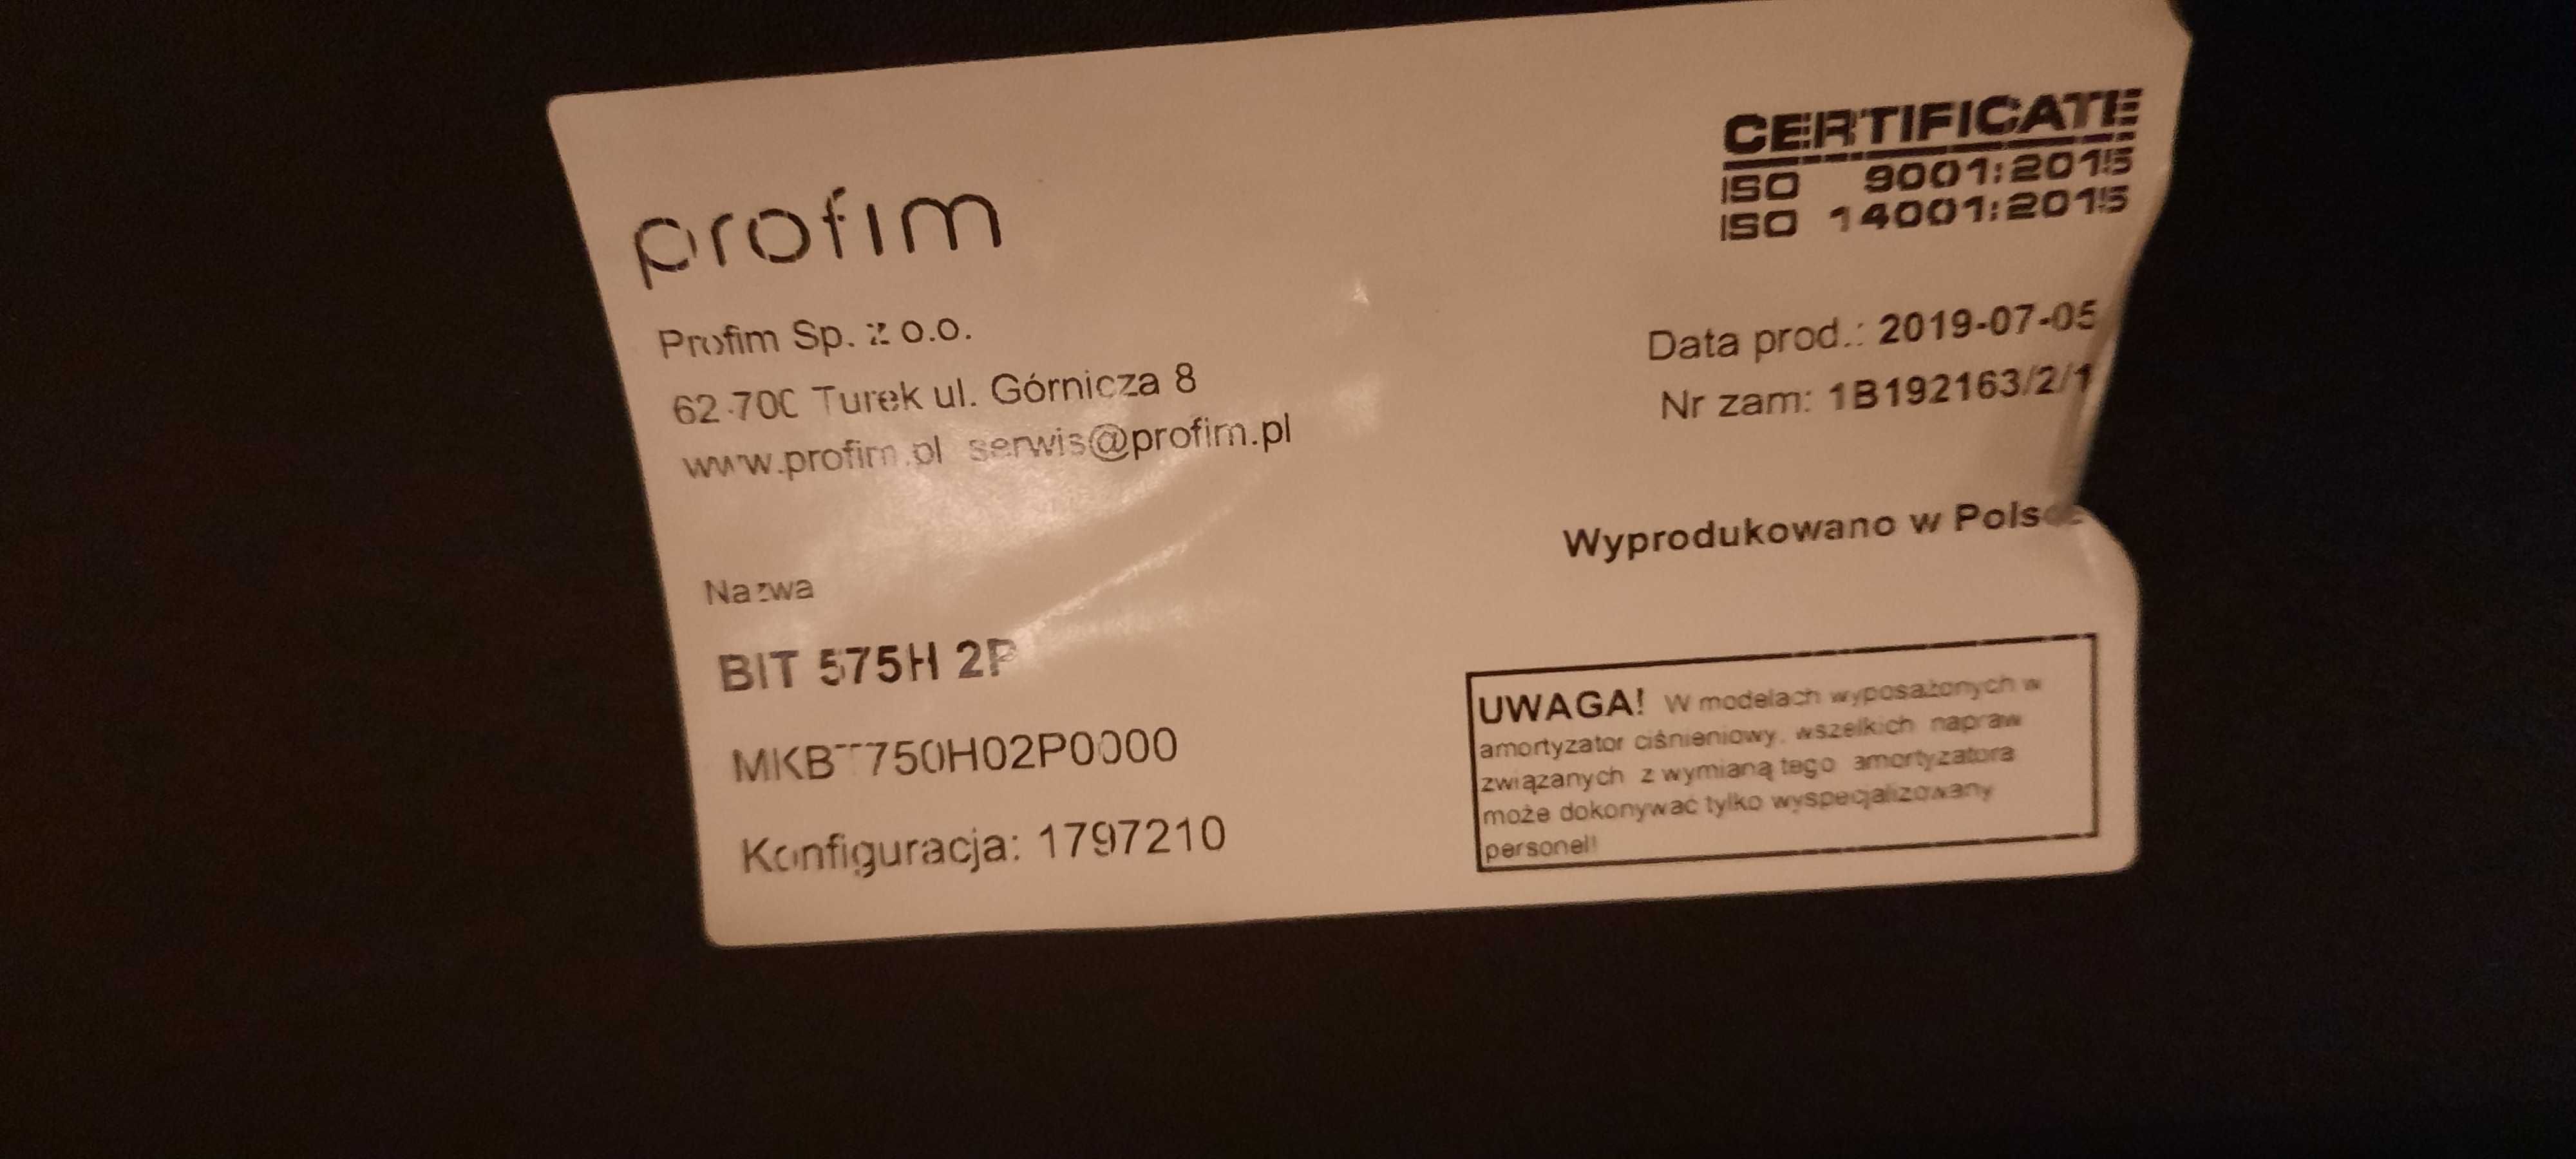 profim
Profim Sp. z o.o.
62-700 Turek ul. Górnicza 8
www.profim.pl serwis@profim.pl
Nazwa
BIT 575H 2P
MKBT750H02P0000
Konfiguracja: 1797210
CERTIFICATE
ISO 9001:2015
ISO 14001:2015
Data prod.: 2019-07-05
Nr zam: 1B192163/2/1
Wyprodukowano w Polsce
UWAGA! W modelach wyposażonych w
amortyzator ciśnieniowy, wszelkich napraw
związanych z wymianą tego amortyzatora
może dokonywać tylko wyspecjalizowany
personel!